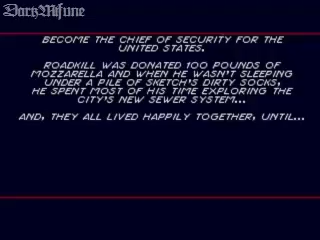 DarkMifune
BECOME THE CHIEF OF SECURITY FOR THE
UNITED STATES.
ROADKILL WAS DONATED 100 POUNDS OF
MOZZARELLA AND WHEN HE WASN'T SLEEPING
UNDER A PILE OF SKETCH'S DIRTY SOCKS,
HE SPENT MOST OF HIS TIME EXPLORING THE
CITY'S NEW SEWER SYSTEM...
AND, THEY ALL LIVED HAPPILY TOGETHER, UNTIL...